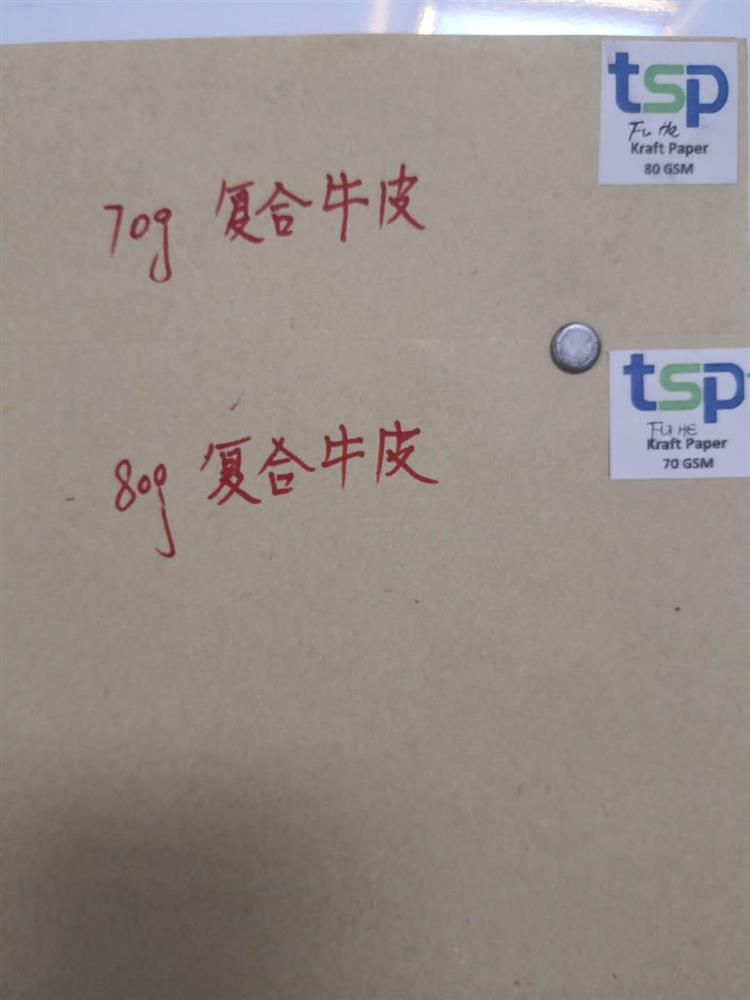 tsp
Fu He
Kraft Paper
80 GSM
70g 复合牛皮
tsp
FU HE
Kraft Paper
70 GSM
80g 复合牛皮